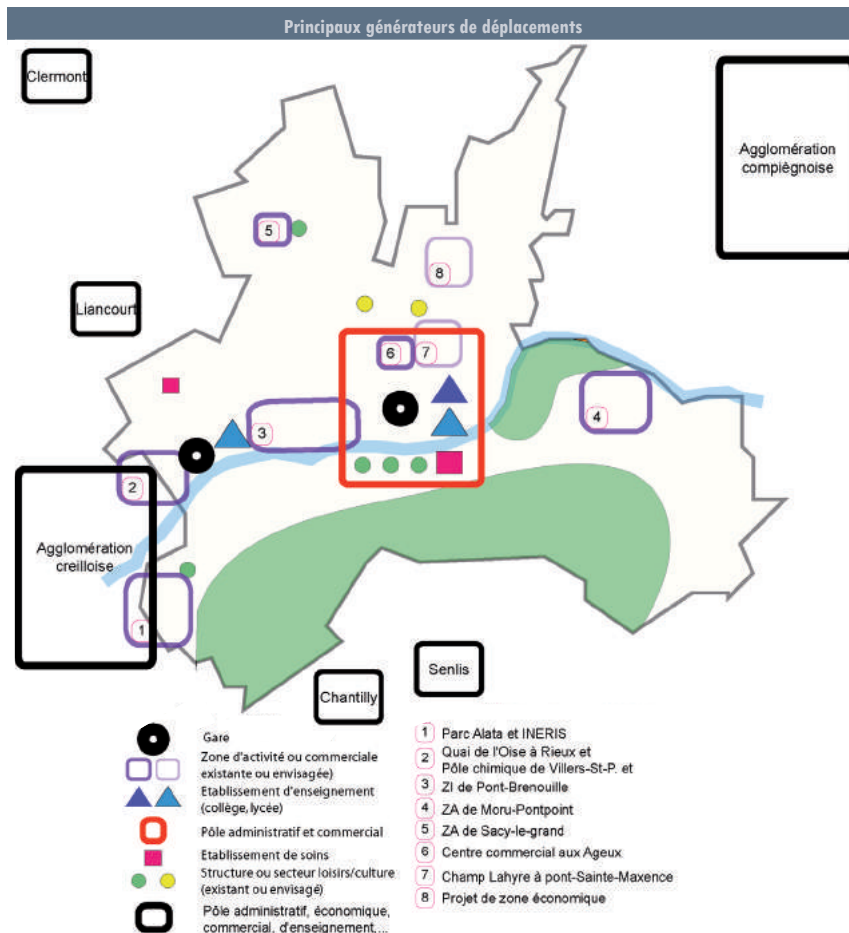 Principaux générateurs de déplacements
Clermont
Agglomération
compiègnoise
5
8
Liancourt
6
7
3
4
2
Agglomération
creilloise
1
Senlis
Chantilly
Gare
Zone d'activité ou commerciale
existante ou envisagée)
Etablissement d'enseignement
(collège, lycée)
Pôle administratif et commercial
Etablissement de soins
Structure ou secteur loisirs/culture
(existant ou envisagé)
Pôle administratif, économique,
commercial, d'enseignement,...
1 Parc Alata et INERIS
2 Quai de l'Oise à Rieux et
Pôle chimique de Villers-St-P. et
3 ZI de Pont-Brenouille
4 ZA de Moru-Pontpoint
5 ZA de Sacy-le-grand
6 Centre commercial aux Ageux
7 Champ Lahyre à pont-Sainte-Maxence
8 Projet de zone économique